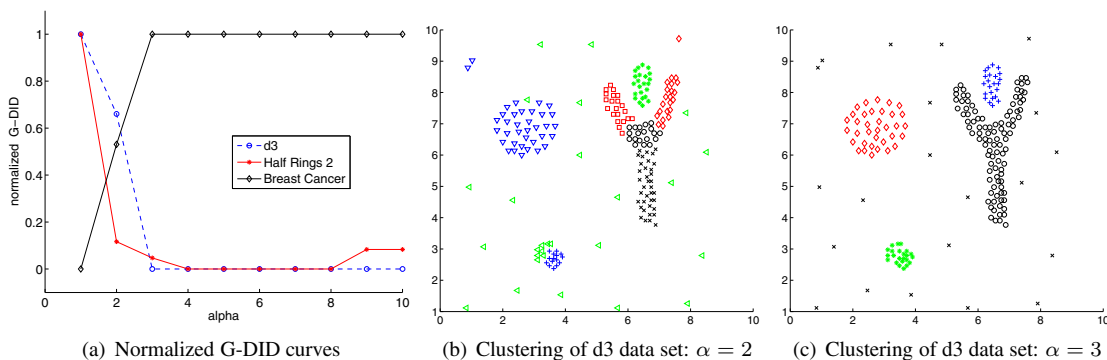 1
0.8
0.6
0.4
0.2
0
normalized G-DID
0 2 4 6 8 10
alpha
d3
Half Rings 2
Breast Cancer
(a) Normalized G-DID curves
10
9
8
7
6
5
4
3
2
1
0 2 4 6 8 10
(b) Clustering of d3 data set: α = 2
10
9
8
7
6
5
4
3
2
1
0 2 4 6 8 10
(c) Clustering of d3 data set: α = 3